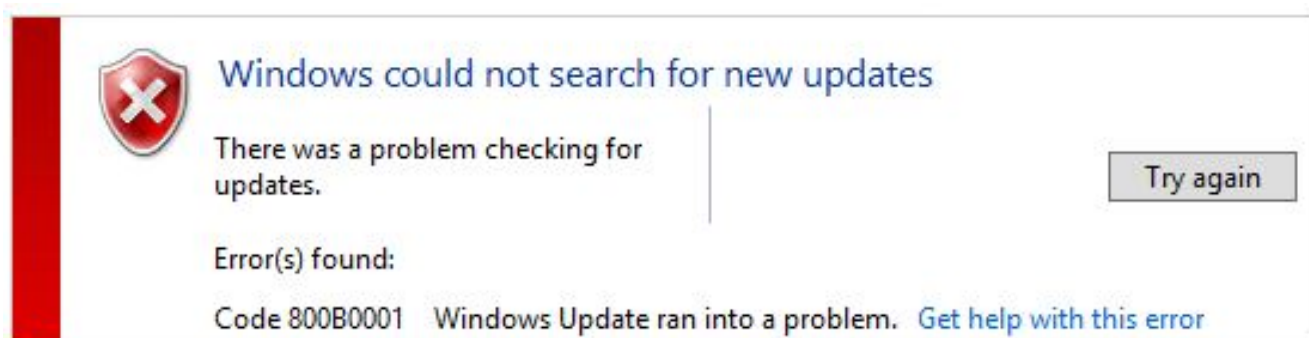 Windows could not search for new updates
There was a problem checking for
updates.
Try again
Error(s) found:
Code 800B0001 Windows Update ran into a problem. Get help with this error